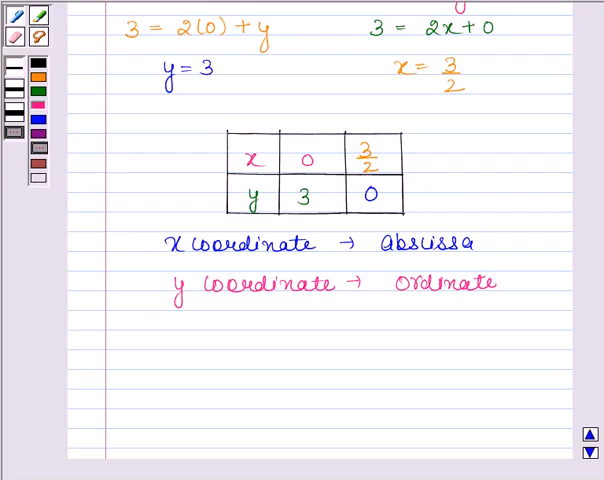 y
3 = 2(0) + y 3 = 2x + 0
y = 3 x = 3/2
x 0 3/2
y 3 0
x coordinate → abscissa
y coordinate → ordinate